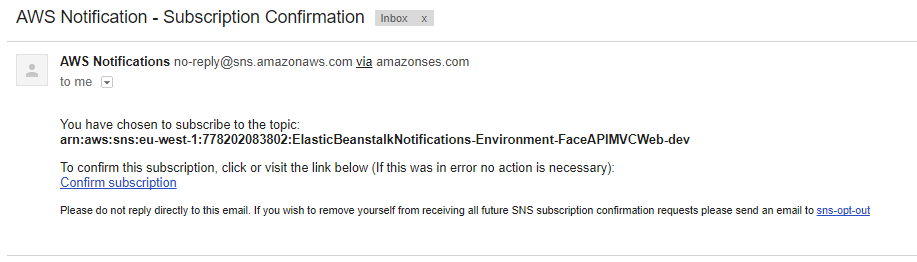 AWS Notification - Subscription Confirmation Inbox x
AWS Notifications no-reply@sns.amazonaws.com via amazonses.com
to me
You have chosen to subscribe to the topic:
arn:aws:sns:eu-west-1:778202083802:ElasticBeanstalkNotifications-Environment-FaceAPIMVCWeb-dev
To confirm this subscription, click or visit the link below (If this was in error no action is necessary):
Confirm subscription
Please do not reply directly to this email. If you wish to remove yourself from receiving all future SNS subscription confirmation requests please send an email to sns-opt-out